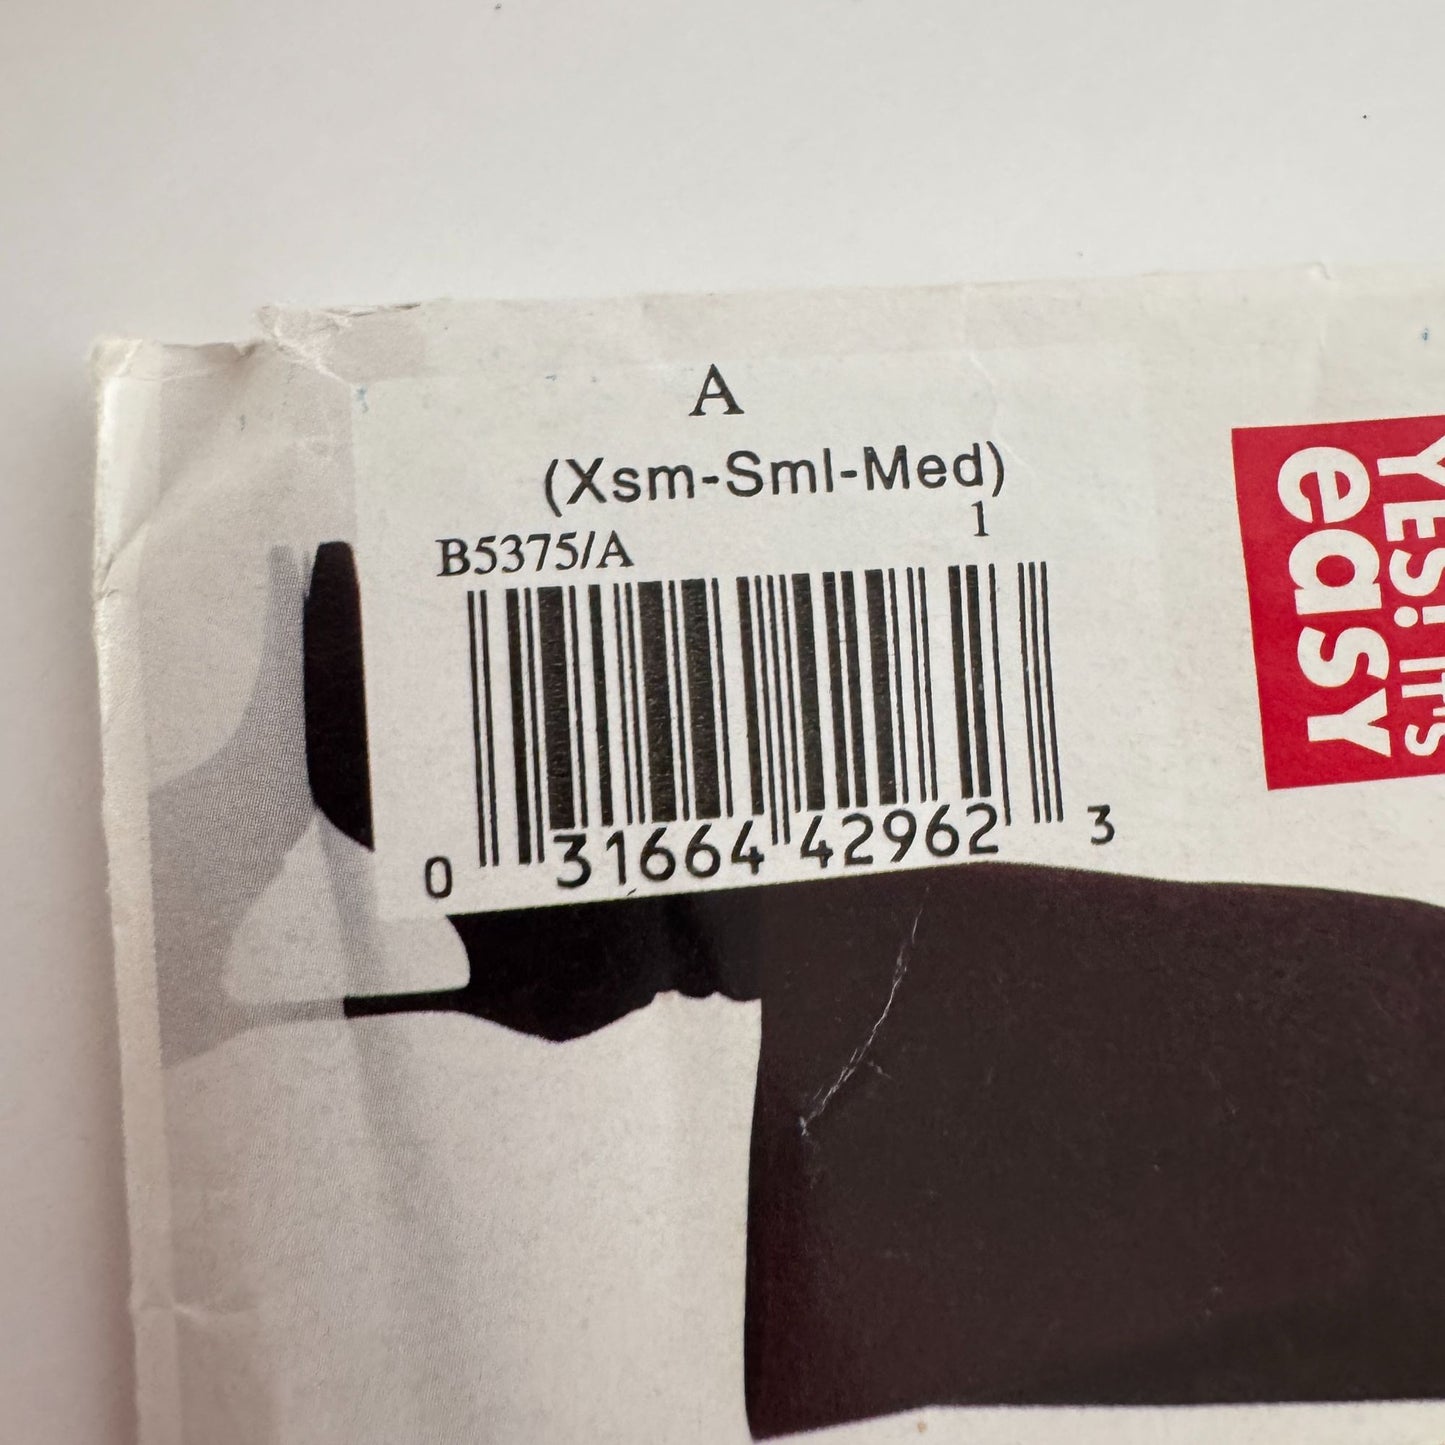 A
(Xsm-Sml-Med)
1
B5375/A
0 31664 42962 3
YES! IT'S
easy